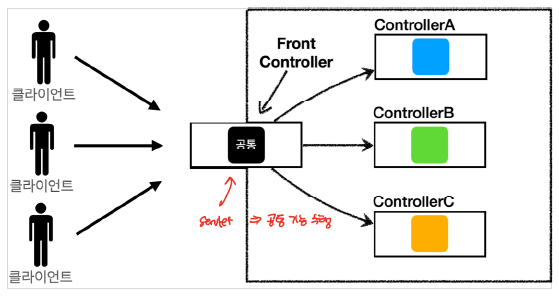 ControllerA
Front
Controller
클라이언트
ControllerB
공통
클라이언트
ControllerC
Servlet ⇒ 공통 기능 수행
클라이언트